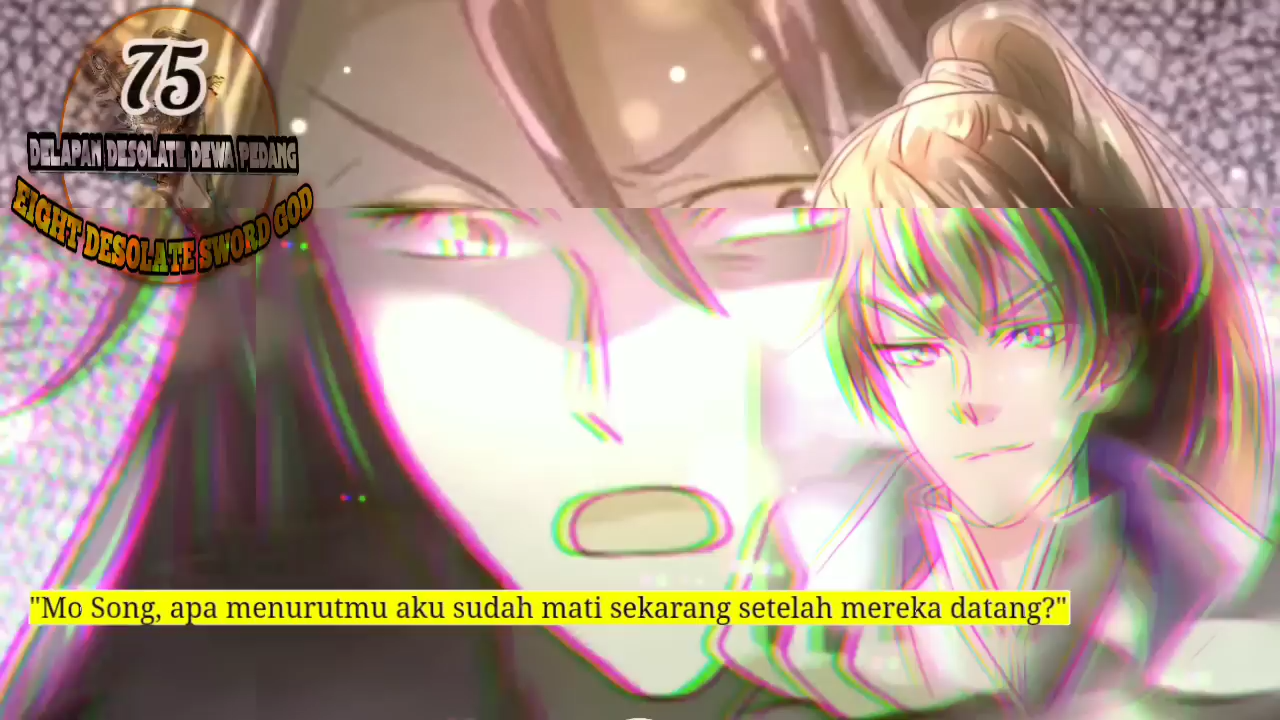 75
DELAPAN DESOLATE DEWA PEDANG
EIGHT DESOLATE SWORD GOD
"Mo Song, apa menurutmu aku sudah mati sekarang setelah mereka datang?"